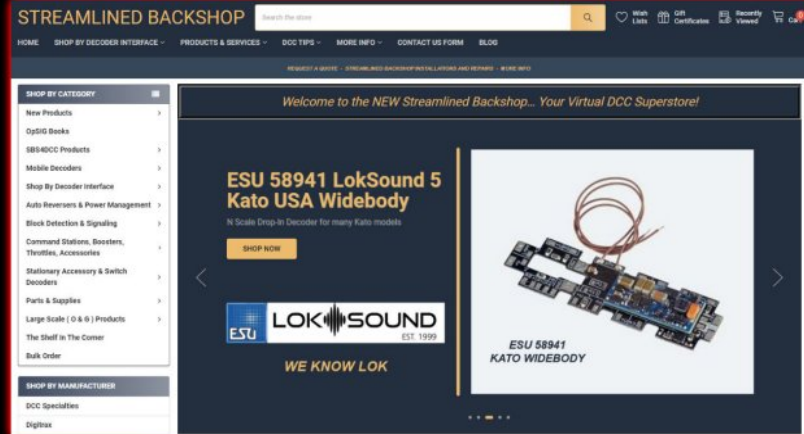 STREAMLINED BACKSHOP
Search the store
Wish Lists
Gift Certificates
Recently Viewed
HOME
SHOP BY DECODER INTERFACE
PRODUCTS & SERVICES
DCC TIPS
MORE INFO
CONTACT US FORM
BLOG
REQUEST A QUOTE - STREAMLINED BACKSHOP INSTALLATIONS AND REPAIRS - MORE INFO
SHOP BY CATEGORY
New Products
OpSIG Books
SBS4DCC Products
Mobile Decoders
Shop By Decoder Interface
Auto Reversers & Power Management
Block Detection & Signaling
Command Stations, Boosters,
Throttles, Accessories
Stationary Accessory & Switch
Decoders
Parts & Supplies
Large Scale ( O & G ) Products
The Shelf In The Corner
Bulk Order
SHOP BY MANUFACTURER
DCC Specialties
Digitrax
Welcome to the NEW Streamlined Backshop... Your Virtual DCC Superstore!
ESU 58941 LokSound 5
Kato USA Widebody
N Scale Drop-In Decoder for many Kato models
SHOP NOW
ESU
LOKSOUND
EST. 1999
WE KNOW LOK
ESU 58941
KATO WIDEBODY